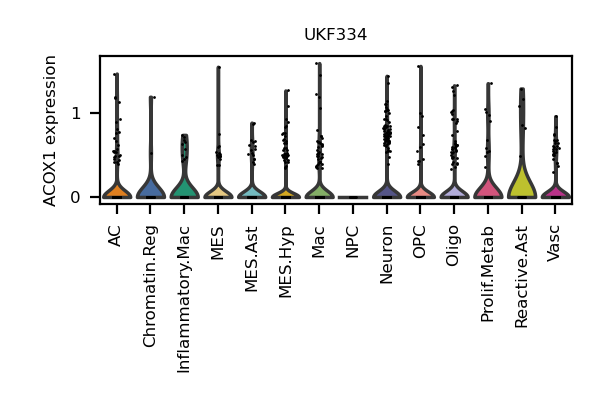 UKF334
ACOX1 expression
1
0
AC
Chromatin.Reg
Inflammatory.Mac
MES
MES.Ast
MES.Hyp
Mac
NPC
Neuron
OPC
Oligo
Prolif.Metab
Reactive.Ast
Vasc